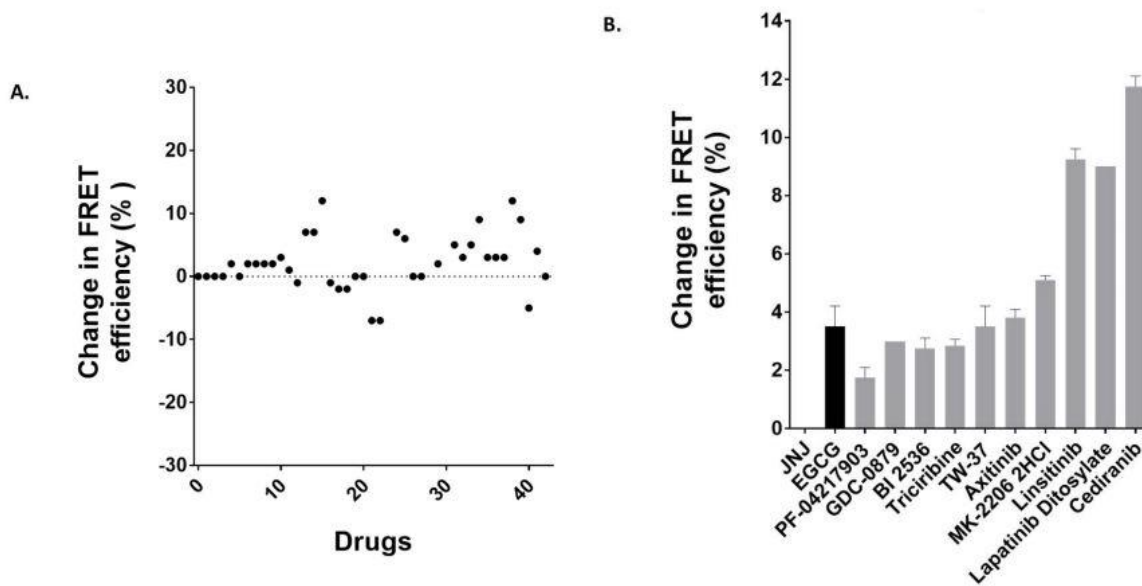 A.
Change in FRET
efficiency (% )
30
20
10
0
-10
-20
-30
0
10
20
30
40
Drugs
B.
Change in FRET
efficiency (%)
14
12
10
8
6
4
2
0
JNJ
EGCG
PF-04217903
GDC-0879
BI 2536
Triciribine
TW-37
Axitinib
MK-2206 2HCl
Linsitinib
Lapatinib Ditosylate
Cediranib